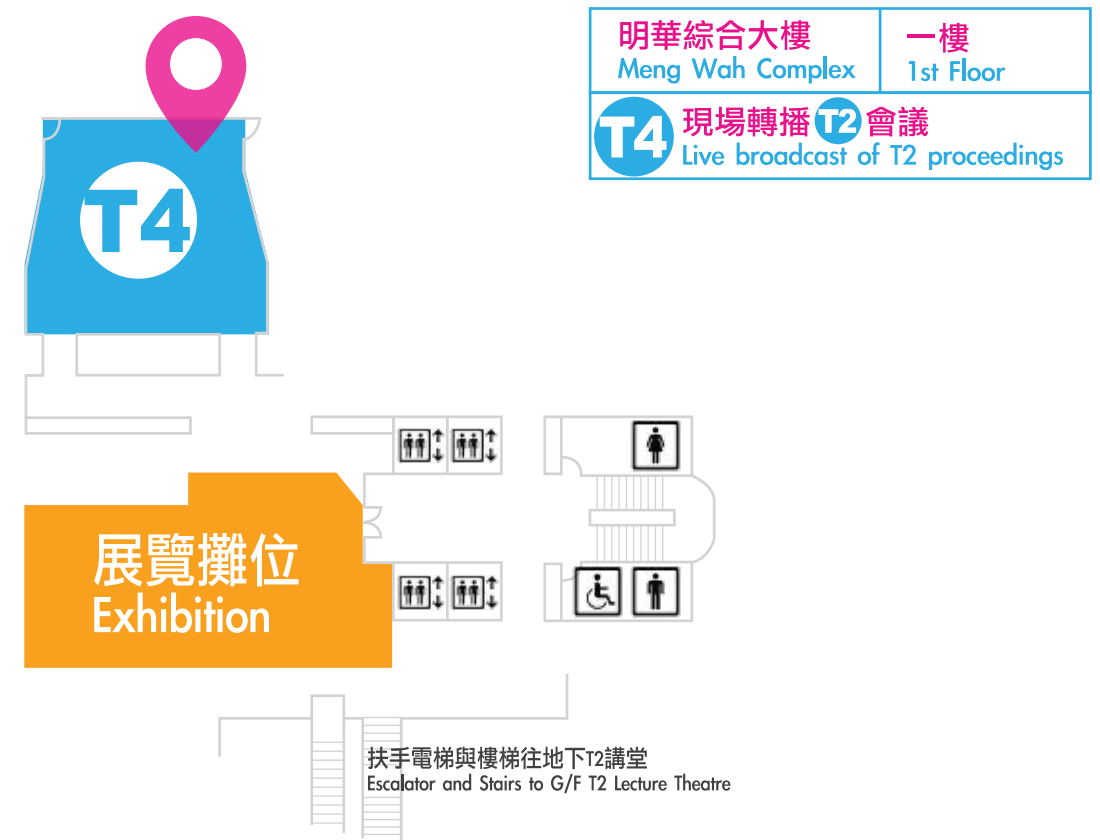 明華綜合大樓
Meng Wah Complex
一樓
1st Floor
T4 現場轉播 T2 會議
Live broadcast of T2 proceedings
T4
展覽攤位
Exhibition
扶手電梯與樓梯往地下T2講堂
Escalator and Stairs to G/F T2 Lecture Theatre